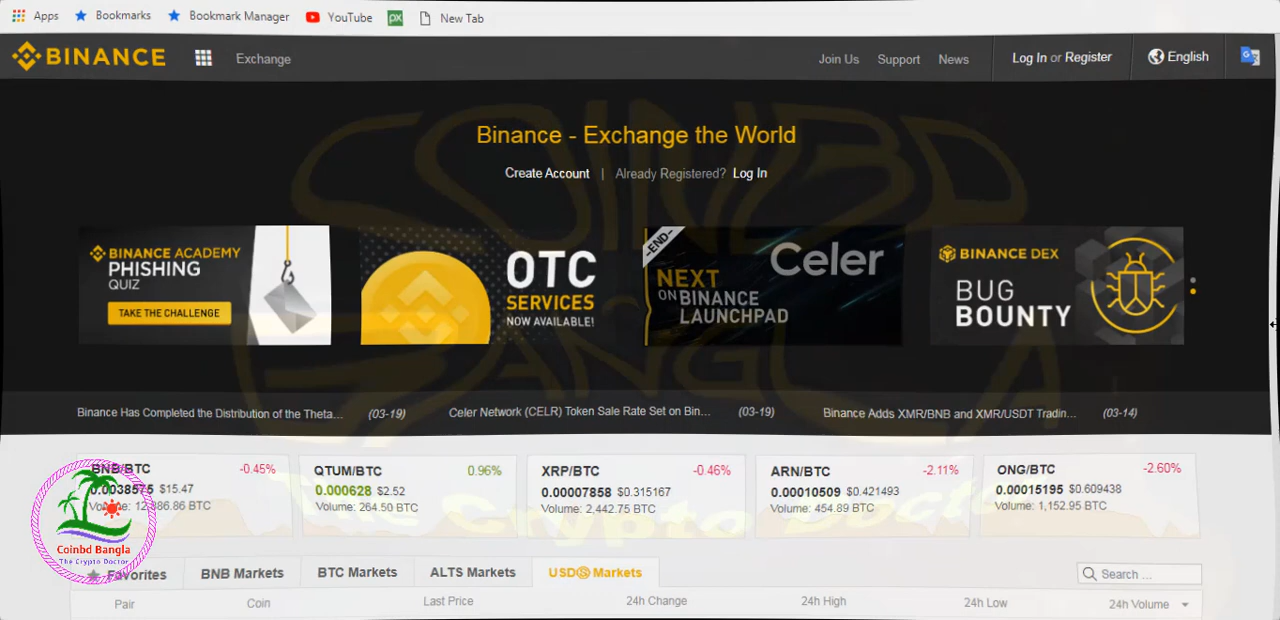 Apps Bookmarks Bookmark Manager YouTube New Tab
BINANCE Exchange Join Us Support News Log In or Register English
Binance - Exchange the World
Create Account | Already Registered? Log In
BINANCE ACADEMY
PHISHING
QUIZ
TAKE THE CHALLENGE
OTC
SERVICES
NOW AVAILABLE!
-END-
Celer
NEXT
ON BINANCE
LAUNCHPAD
BINANCE DEX
BUG
BOUNTY
COINBD
BANGLA
Binance Has Completed the Distribution of the Theta... (03-19) Celer Network (CELR) Token Sale Rate Set on Bin... (03-19) Binance Adds XMR/BNB and XMR/USDT Tradin... (03-14)
BNB/BTC -0.45% QTUM/BTC 0.96% XRP/BTC -0.46% ARN/BTC -2.11% ONG/BTC -2.60%
0.0038575 $15.47 0.000628 $2.52 0.00007858 $0.315167 0.00010509 $0.421493 0.00015195 $0.609438
Volume: 264.50 BTC Volume: 2,442.75 BTC Volume: 454.89 BTC Volume: 1,152.95 BTC
The Crypto Doctor
Coinbd Bangla
The Crypto Doctor
Favorites BNB Markets BTC Markets ALTS Markets USDⓈ Markets Search ...
Pair Coin Last Price 24h Change 24h High 24h Low 24h Volume